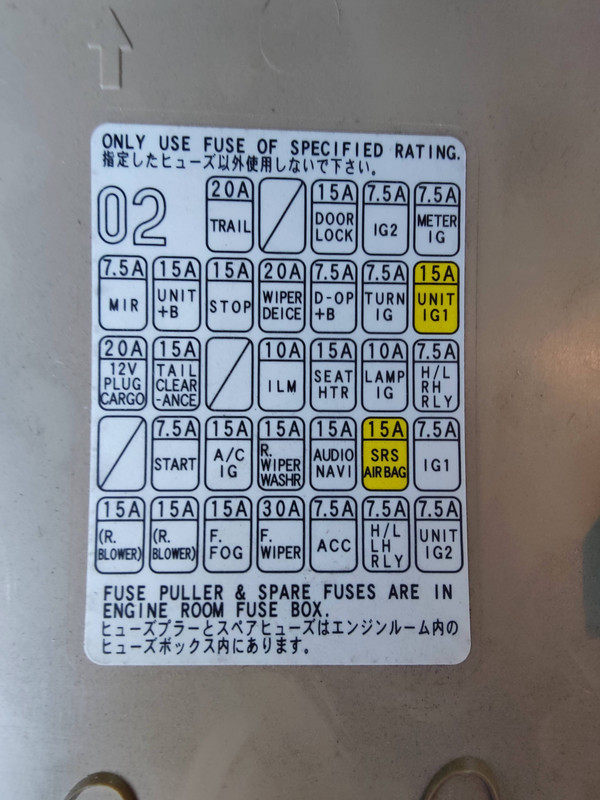 ONLY USE FUSE OF SPECIFIED RATING.
指定したヒューズ以外使用しないで下さい。
02
20A
TRAIL
15A
DOOR
LOCK
7.5A
IG2
7.5A
METER
IG
7.5A
MIR
15A
UNIT
+B
15A
STOP
20A
WIPER
DEICE
7.5A
D-OP
+B
7.5A
TURN
IG
15A
UNIT
IG1
20A
12V
PLUG
CARGO
15A
TAIL
CLEAR
-ANCE
10A
ILM
15A
SEAT
HTR
10A
LAMP
IG
7.5A
H/L
RH
RLY
7.5A
START
15A
A/C
IG
15A
R.
WIPER
WASHR
15A
AUDIO
NAVI
15A
SRS
AIRBAG
7.5A
IG1
15A
(R.
BLOWER)
15A
(R.
BLOWER)
15A
F.
FOG
30A
F.
WIPER
7.5A
ACC
7.5A
H/L
LH
RLY
7.5A
UNIT
IG2
FUSE PULLER & SPARE FUSES ARE IN
ENGINE ROOM FUSE BOX.
ヒューズプラーとスペアヒューズはエンジンルーム内の
ヒューズボックス内にあります。